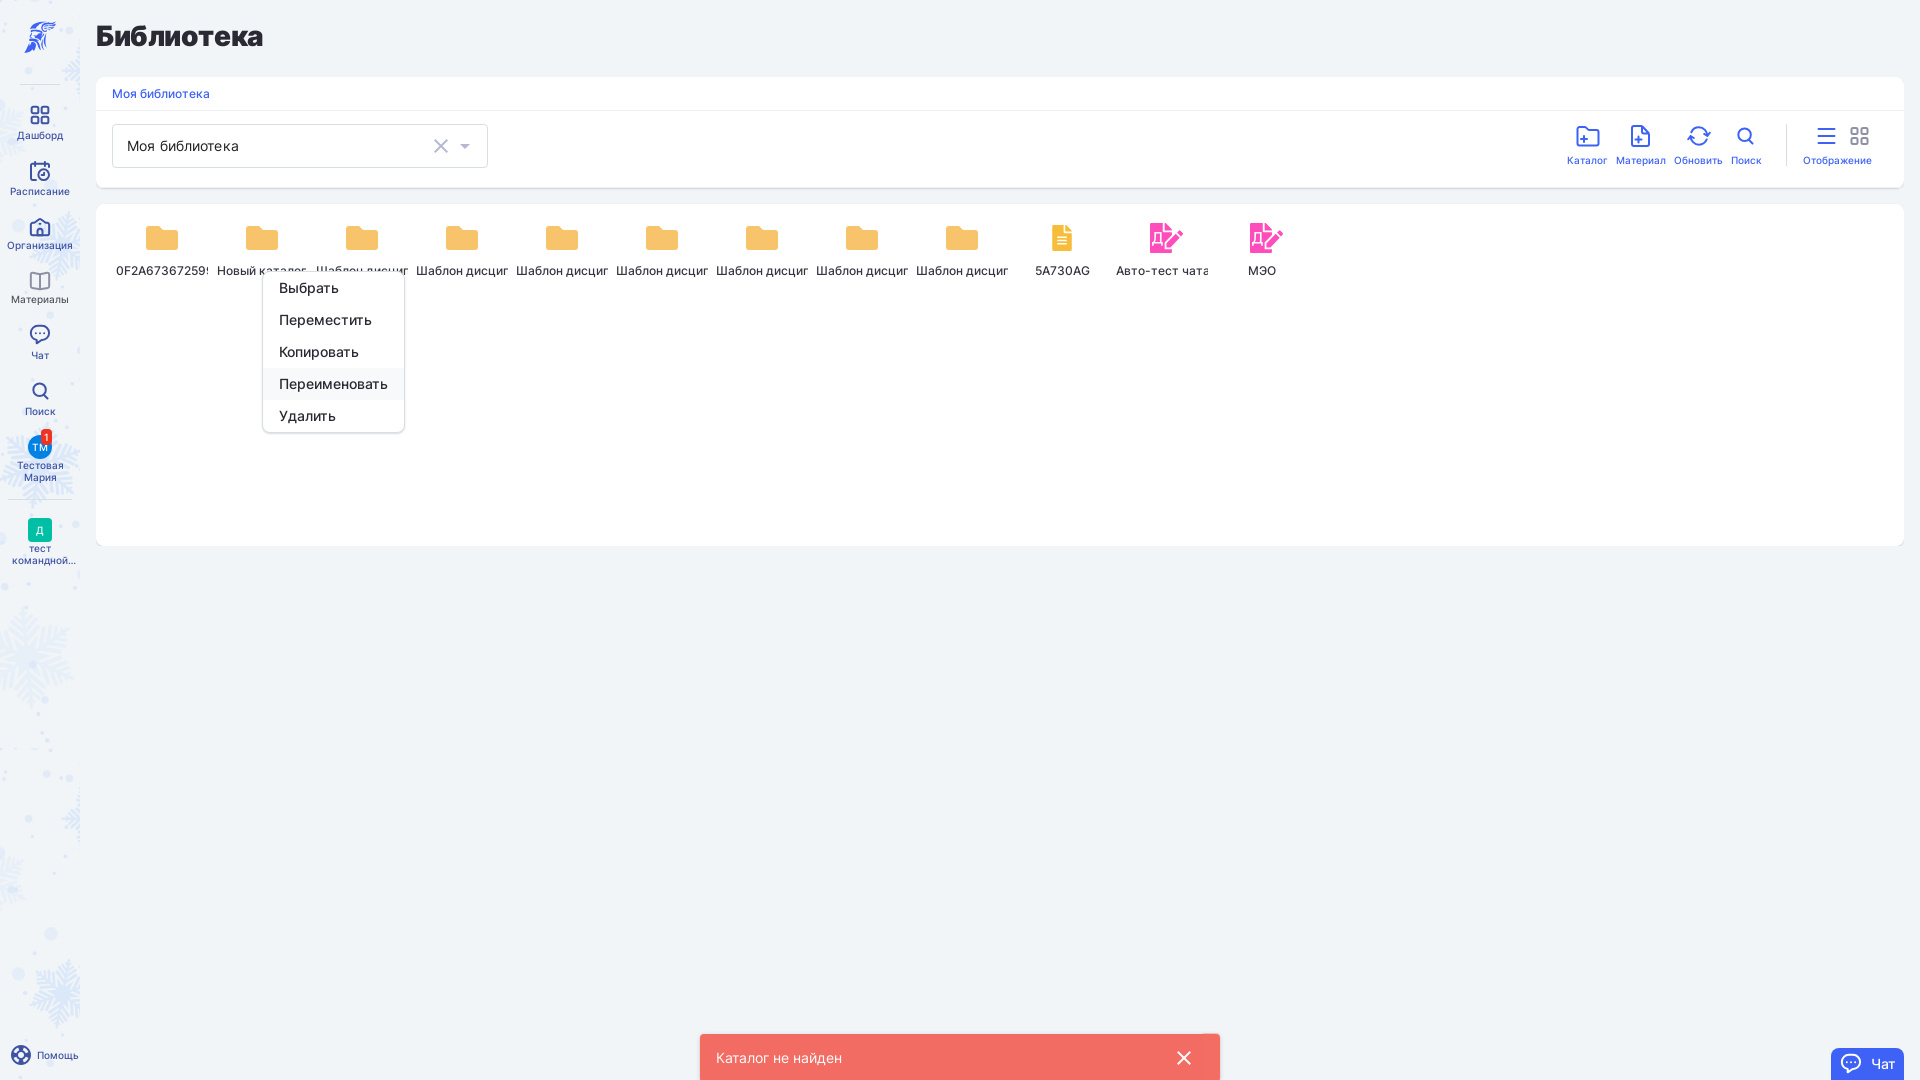 Библиотека
Моя библиотека
Моя библиотека
Каталог
Материал
Обновить
Поиск
Отображение
Дашборд
Расписание
Организация
Материалы
Чат
Поиск
ТМ
1
Тестовая
Мария
Д
тест
командной...
Помощь
0F2A67367259
Новый каталог
Шаблон дисцип
Шаблон дисцип
Шаблон дисцип
Шаблон дисцип
Шаблон дисцип
Шаблон дисцип
Шаблон дисцип
5A730AG
Авто-тест чата
МЭО
Выбрать
Переместить
Копировать
Переименовать
Удалить
Каталог не найден
Чат